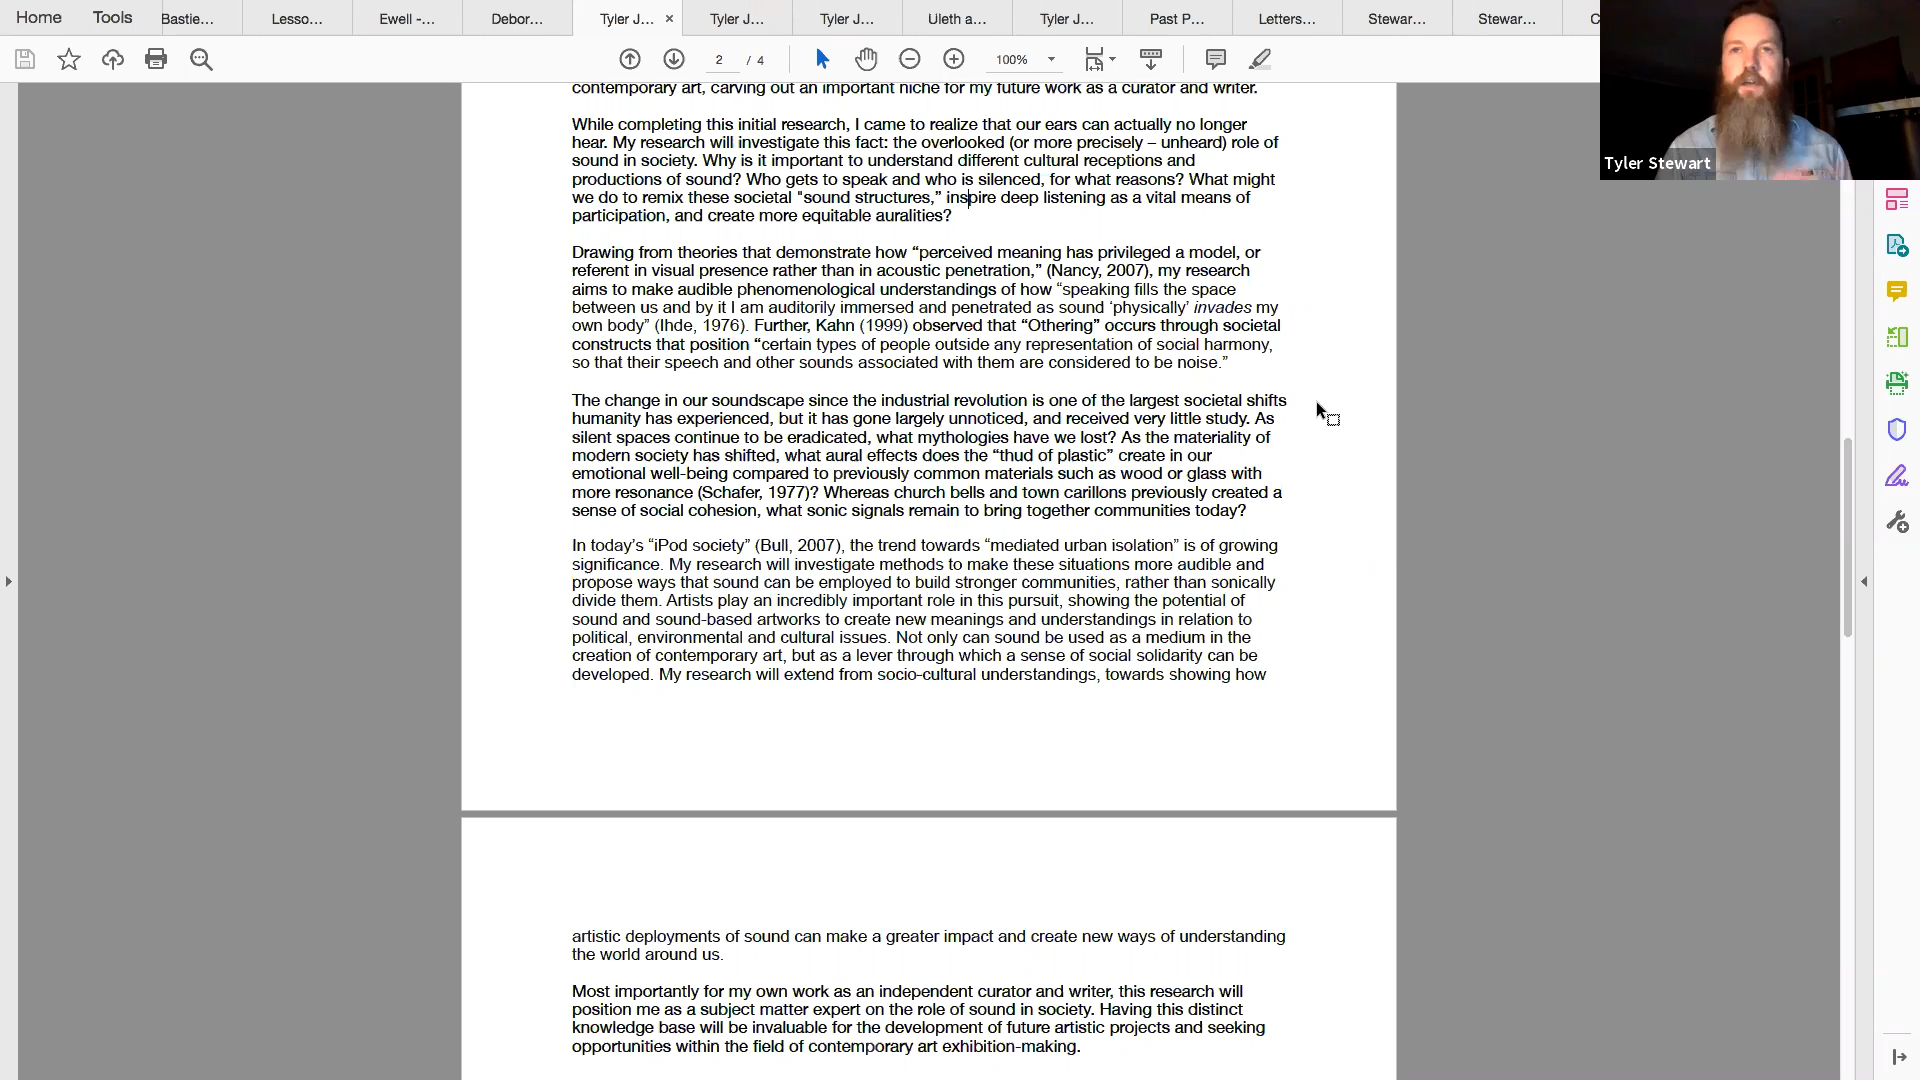 Home
Tools
Bastie...
Lesso...
Ewell -...
Debor...
Tyler J...
×
Tyler J...
Tyler J...
Uleth a...
Tyler J...
Past P...
Letters...
Stewar...
Stewar...
C
2 / 4
100%
Tyler Stewart
contemporary art, carving out an important niche for my future work as a curator and writer.
While completing this initial research, I came to realize that our ears can actually no longer
hear. My research will investigate this fact: the overlooked (or more precisely – unheard) role of
sound in society. Why is it important to understand different cultural receptions and
productions of sound? Who gets to speak and who is silenced, for what reasons? What might
we do to remix these societal "sound structures,” inspire deep listening as a vital means of
participation, and create more equitable auralities?
Drawing from theories that demonstrate how “perceived meaning has privileged a model, or
referent in visual presence rather than in acoustic penetration,” (Nancy, 2007), my research
aims to make audible phenomenological understandings of how “speaking fills the space
between us and by it I am auditorily immersed and penetrated as sound ‘physically’ invades my
own body” (Ihde, 1976). Further, Kahn (1999) observed that “Othering” occurs through societal
constructs that position “certain types of people outside any representation of social harmony,
so that their speech and other sounds associated with them are considered to be noise.”
The change in our soundscape since the industrial revolution is one of the largest societal shifts
humanity has experienced, but it has gone largely unnoticed, and received very little study. As
silent spaces continue to be eradicated, what mythologies have we lost? As the materiality of
modern society has shifted, what aural effects does the “thud of plastic” create in our
emotional well-being compared to previously common materials such as wood or glass with
more resonance (Schafer, 1977)? Whereas church bells and town carillons previously created a
sense of social cohesion, what sonic signals remain to bring together communities today?
In today’s “iPod society” (Bull, 2007), the trend towards “mediated urban isolation” is of growing
significance. My research will investigate methods to make these situations more audible and
propose ways that sound can be employed to build stronger communities, rather than sonically
divide them. Artists play an incredibly important role in this pursuit, showing the potential of
sound and sound-based artworks to create new meanings and understandings in relation to
political, environmental and cultural issues. Not only can sound be used as a medium in the
creation of contemporary art, but as a lever through which a sense of social solidarity can be
developed. My research will extend from socio-cultural understandings, towards showing how
artistic deployments of sound can make a greater impact and create new ways of understanding
the world around us.
Most importantly for my own work as an independent curator and writer, this research will
position me as a subject matter expert on the role of sound in society. Having this distinct
knowledge base will be invaluable for the development of future artistic projects and seeking
opportunities within the field of contemporary art exhibition-making.